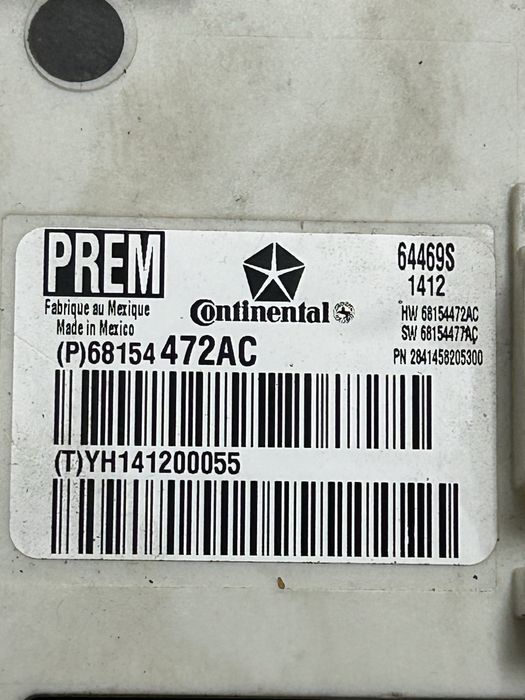 PREM
Fabrique au Mexique
Made in Mexico
Continental
64469S
1412
HW 68154472AC
SW 68154477AC
PN 2841458205300
(P)68154 472AC
(T)YH141200055